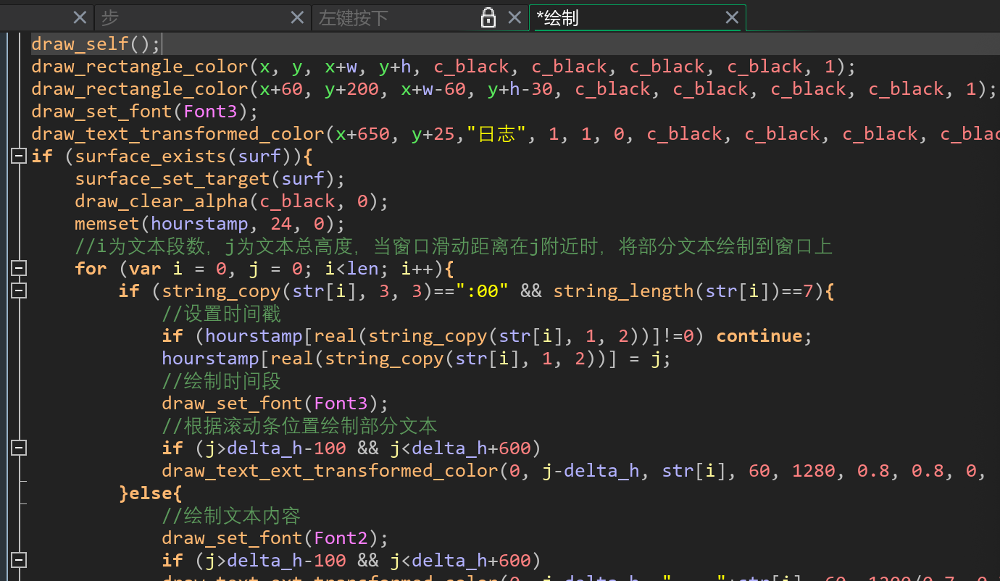 步 左键按下 *绘制
draw_self();
draw_rectangle_color(x, y, x+w, y+h, c_black, c_black, c_black, c_black, 1);
draw_rectangle_color(x+60, y+200, x+w-60, y+h-30, c_black, c_black, c_black, c_black, 1);
draw_set_font(Font3);
draw_text_transformed_color(x+650, y+25,"日志", 1, 1, 0, c_black, c_black, c_black, c_blac
if (surface_exists(surf)){
surface_set_target(surf);
draw_clear_alpha(c_black, 0);
memset(hourstamp, 24, 0);
//i为文本段数, j为文本总高度, 当窗口滑动距离在j附近时, 将部分文本绘制到窗口上
for (var i = 0, j = 0; i<len; i++){
if (string_copy(str[i], 3, 3)==":00" && string_length(str[i])==7){
//设置时间戳
if (hourstamp[real(string_copy(str[i], 1, 2))]!=0) continue;
hourstamp[real(string_copy(str[i], 1, 2))] = j;
//绘制时间段
draw_set_font(Font3);
//根据滚动条位置绘制部分文本
if (j>delta_h-100 && j<delta_h+600)
draw_text_ext_transformed_color(0, j-delta_h, str[i], 60, 1280, 0.8, 0.8, 0,
}else{
//绘制文本内容
draw_set_font(Font2);
if (j>delta_h-100 && j<delta_h+600)